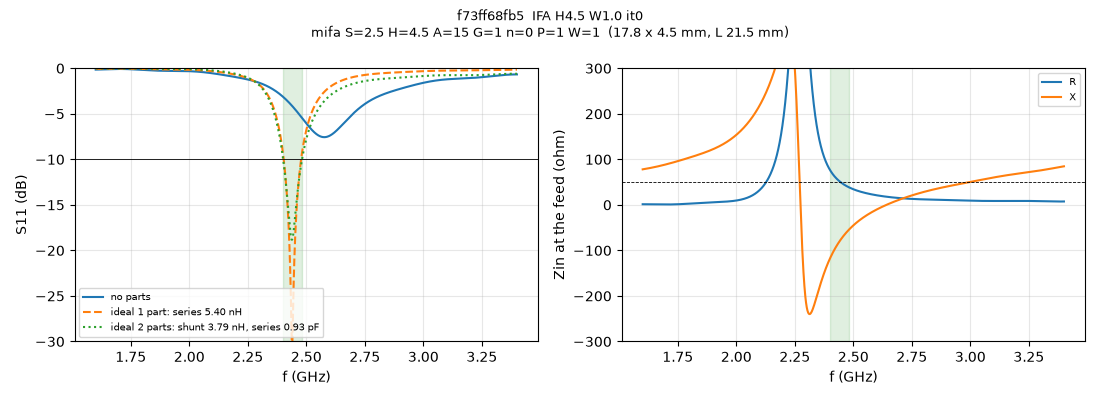 f73ff68fb5  IFA H4.5 W1.0 it0
mifa S=2.5 H=4.5 A=15 G=1 n=0 P=1 W=1  (17.8 x 4.5 mm, L 21.5 mm)
S11 (dB)
0
−5
−10
−15
−20
−25
−30
no parts
ideal 1 part: series 5.40 nH
ideal 2 parts: shunt 3.79 nH, series 0.93 pF
1.75 2.00 2.25 2.50 2.75 3.00 3.25
f (GHz)
Zin at the feed (ohm)
300
200
100
0
−100
−200
−300
R
X
1.75 2.00 2.25 2.50 2.75 3.00 3.25
f (GHz)